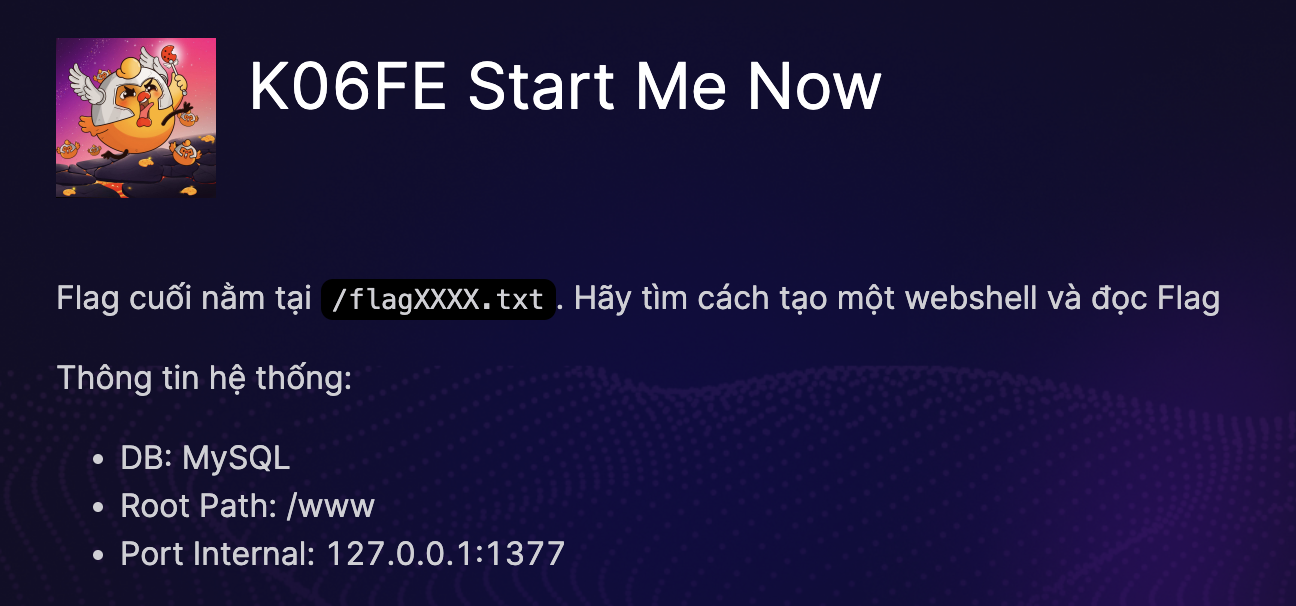 K06FE Start Me Now
Flag cuối nằm tại /flagXXXX.txt. Hãy tìm cách tạo một webshell và đọc Flag
Thông tin hệ thống:
• DB: MySQL
• Root Path: /www
• Port Internal: 127.0.0.1:1377